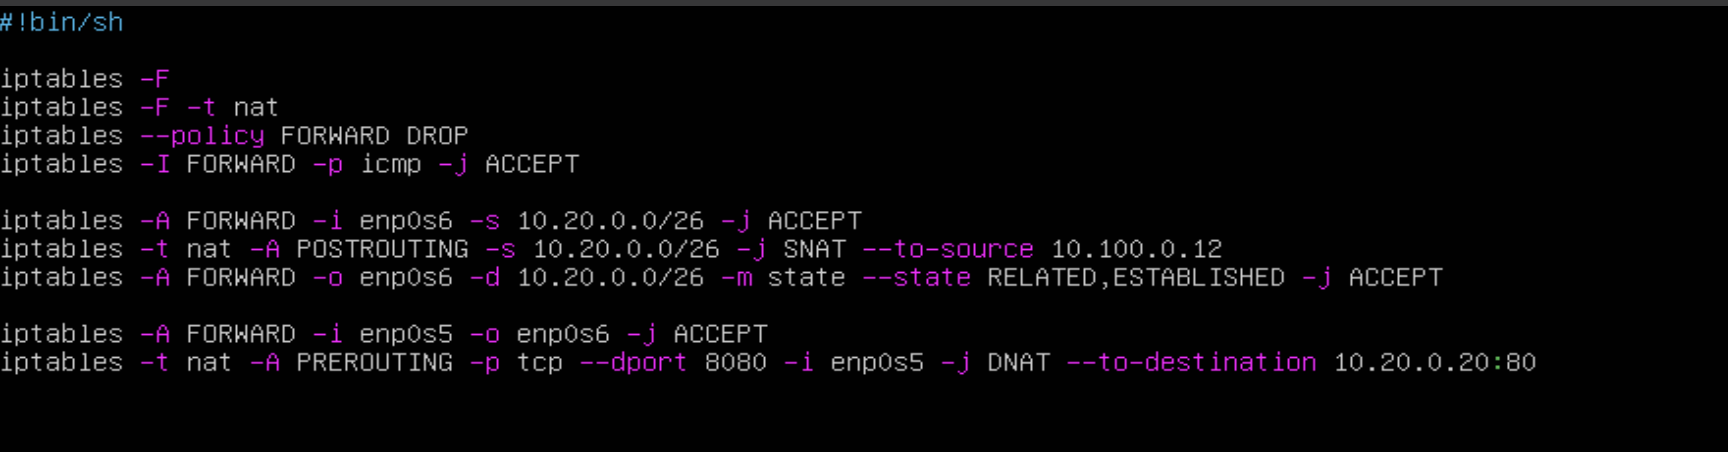 #!bin/sh
iptables -F
iptables -F -t nat
iptables --policy FORWARD DROP
iptables -I FORWARD -p icmp -j ACCEPT
iptables -A FORWARD -i enp0s6 -s 10.20.0.0/26 -j ACCEPT
iptables -t nat -A POSTROUTING -s 10.20.0.0/26 -j SNAT --to-source 10.100.0.12
iptables -A FORWARD -o enp0s6 -d 10.20.0.0/26 -m state --state RELATED,ESTABLISHED -j ACCEPT
iptables -A FORWARD -i enp0s5 -o enp0s6 -j ACCEPT
iptables -t nat -A PREROUTING -p tcp --dport 8080 -i enp0s5 -j DNAT --to-destination 10.20.0.20:80